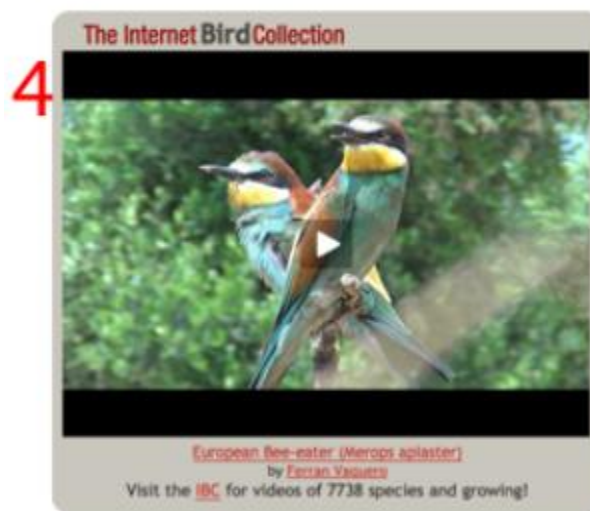 The Internet Bird Collection
4
European Bee-eater (Merops apiaster)
by Ferran Vaquero
Visit the IBC for videos of 7738 species and growing!